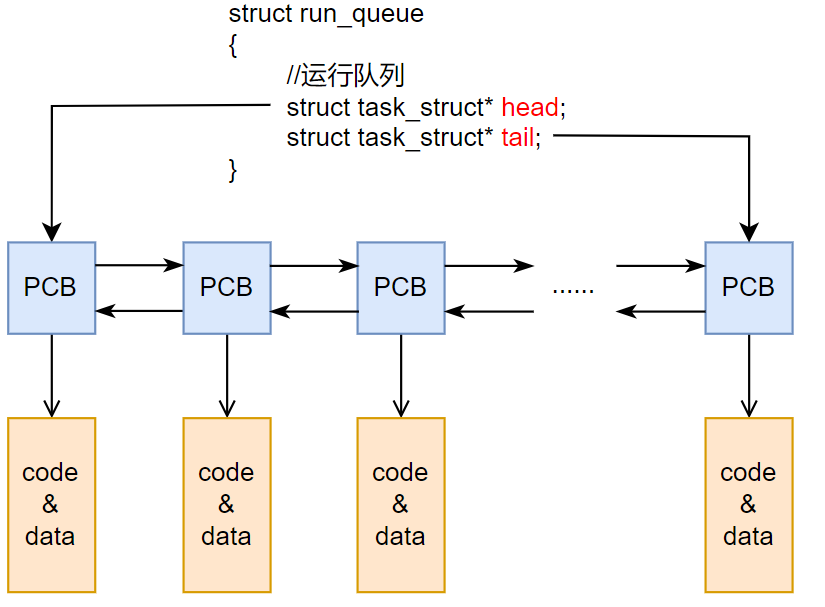 struct run_queue
{
//运行队列
struct task_struct* head;
struct task_struct* tail;
}
PCB
PCB
PCB
......
PCB
code
&
data
code
&
data
code
&
data
code
&
data